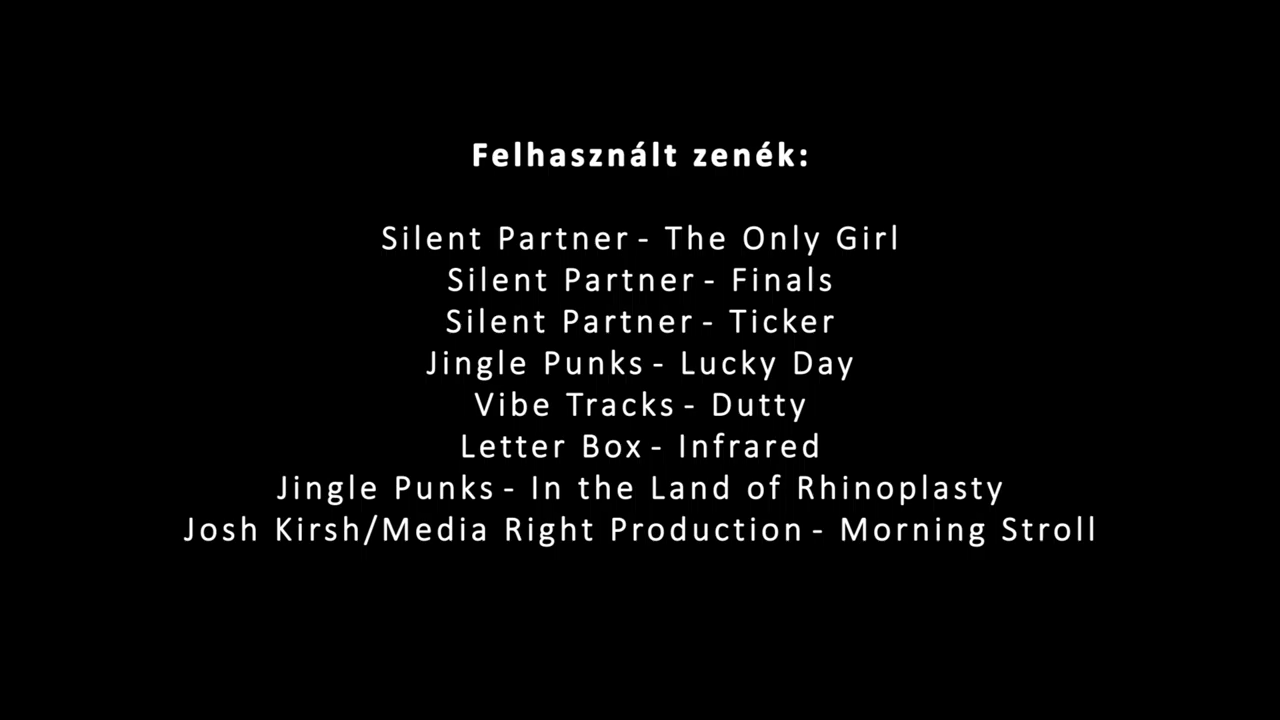 Felhasznált zenék:
Silent Partner - The Only Girl
Silent Partner - Finals
Silent Partner - Ticker
Jingle Punks - Lucky Day
Vibe Tracks - Dutty
Letter Box - Infrared
Jingle Punks - In the Land of Rhinoplasty
Josh Kirsh/Media Right Production - Morning Stroll